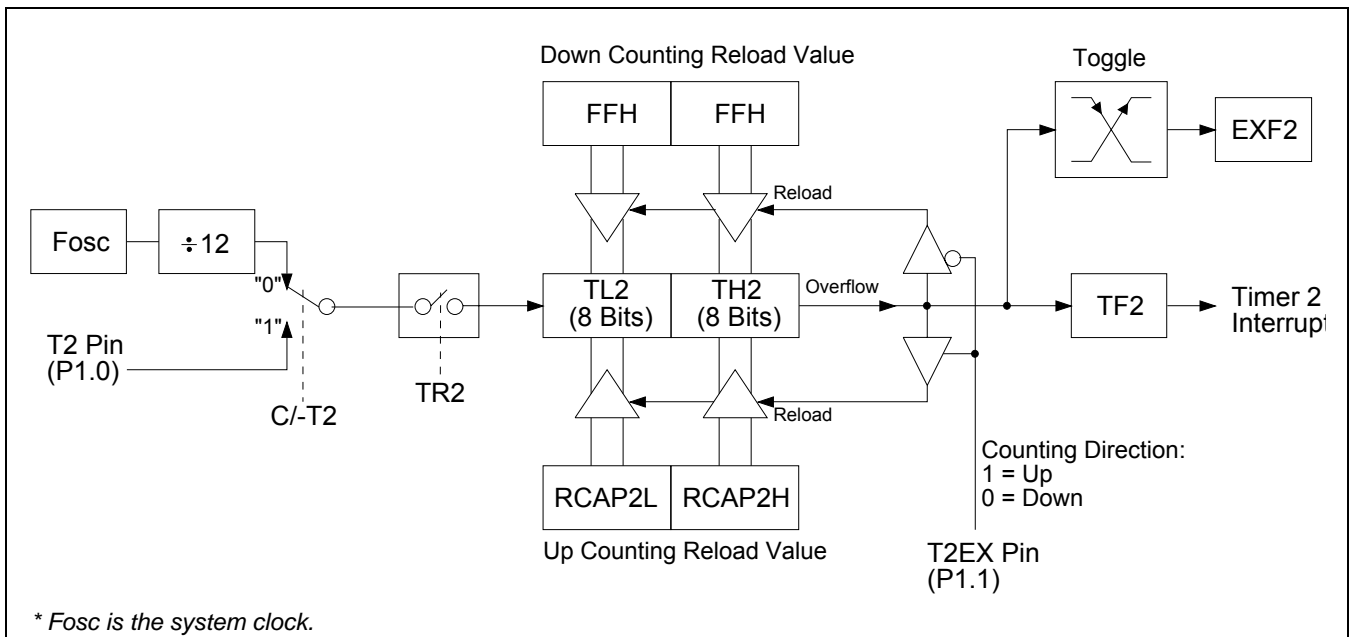 Down Counting Reload Value
Toggle
FFH
FFH
EXF2
Reload
Fosc
÷12
"0"
"1"
TL2
(8 Bits)
TH2
(8 Bits)
Overflow
TF2
Timer 2
Interrupt
T2 Pin
(P1.0)
C/-T2
TR2
Reload
Counting Direction:
1 = Up
0 = Down
RCAP2L
RCAP2H
Up Counting Reload Value
T2EX Pin
(P1.1)
* Fosc is the system clock.